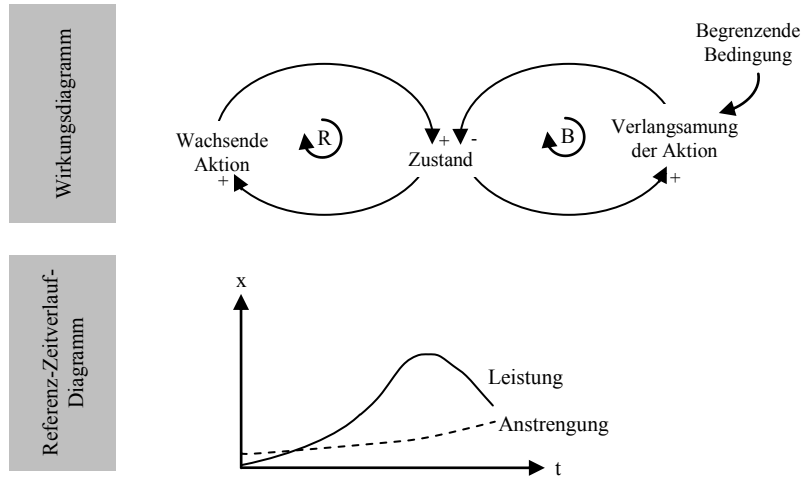 Wirkungsdiagramm
Begrenzende
Bedingung
Wachsende
Aktion
+
R
+ -
Zustand
B
Verlangsamung
der Aktion
+
Referenz-Zeitverlauf-
Diagramm
x
Leistung
Anstrengung
t